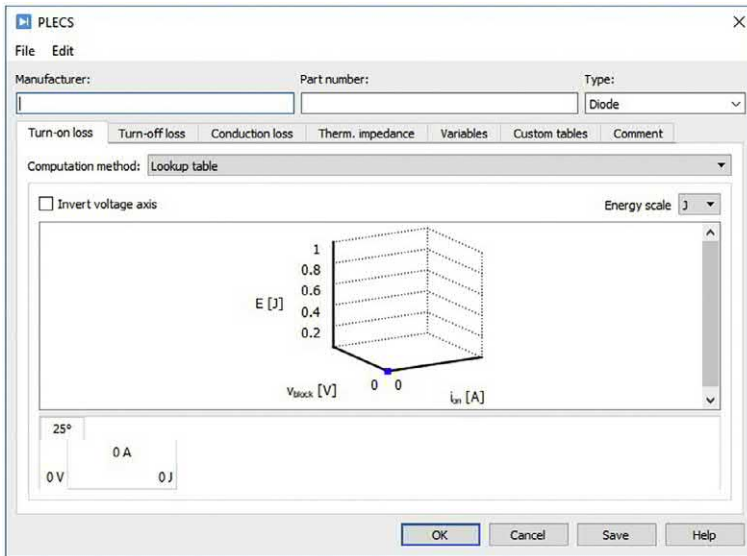 PLECS
File Edit
Manufacturer: Part number: Type:
Diode
Turn-on loss Turn-off loss Conduction loss Therm. impedance Variables Custom tables Comment
Computation method: Lookup table
Invert voltage axis Energy scale J
1
0.8
0.6
E [J] 0.4
0.2
v_block [V] 0 0 i_on [A]
25°
0 A
0 V 0 J
OK Cancel Save Help